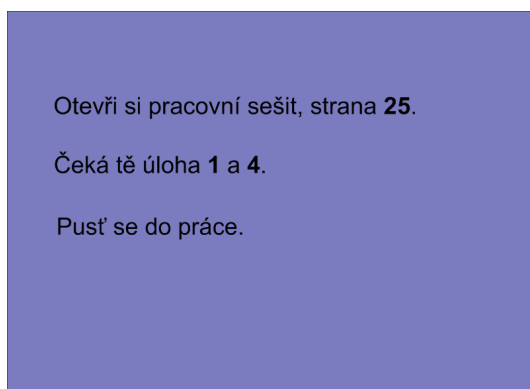 Otevři si pracovní sešit, strana 25.
Čeká tě úloha 1 a 4.
Pusť se do práce.